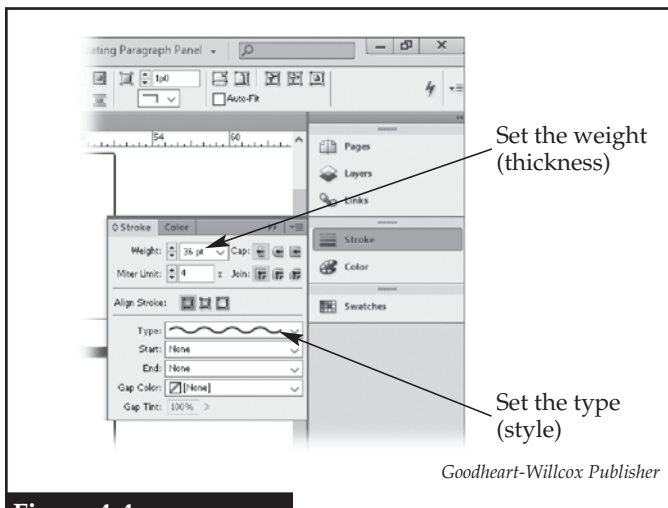 ating Paragraph Panel
1p0
Auto-Fit
54 60
Pages
Layers
Links
Stroke
Color
Swatches
Stroke Color
Weight: 36 pt Cap:
Miter Limit: 4 x Join:
Align Stroke:
Type:
Start: None
End: None
Gap Color: [None]
Gap Tint: 100%
Set the weight
(thickness)
Set the type
(style)
Goodheart-Willcox Publisher